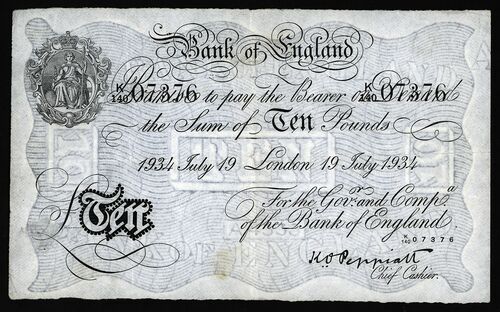 Bank of England
K/140 07376 K/140 07376
Promise to pay the Bearer on Demand
the Sum of Ten Pounds
1934 July 19 London 19 July 1934
For the Gov.r and Comp.a
of the Bank of England.
£Ten
K/140 07376
K.O. Peppiatt
Chief Cashier.